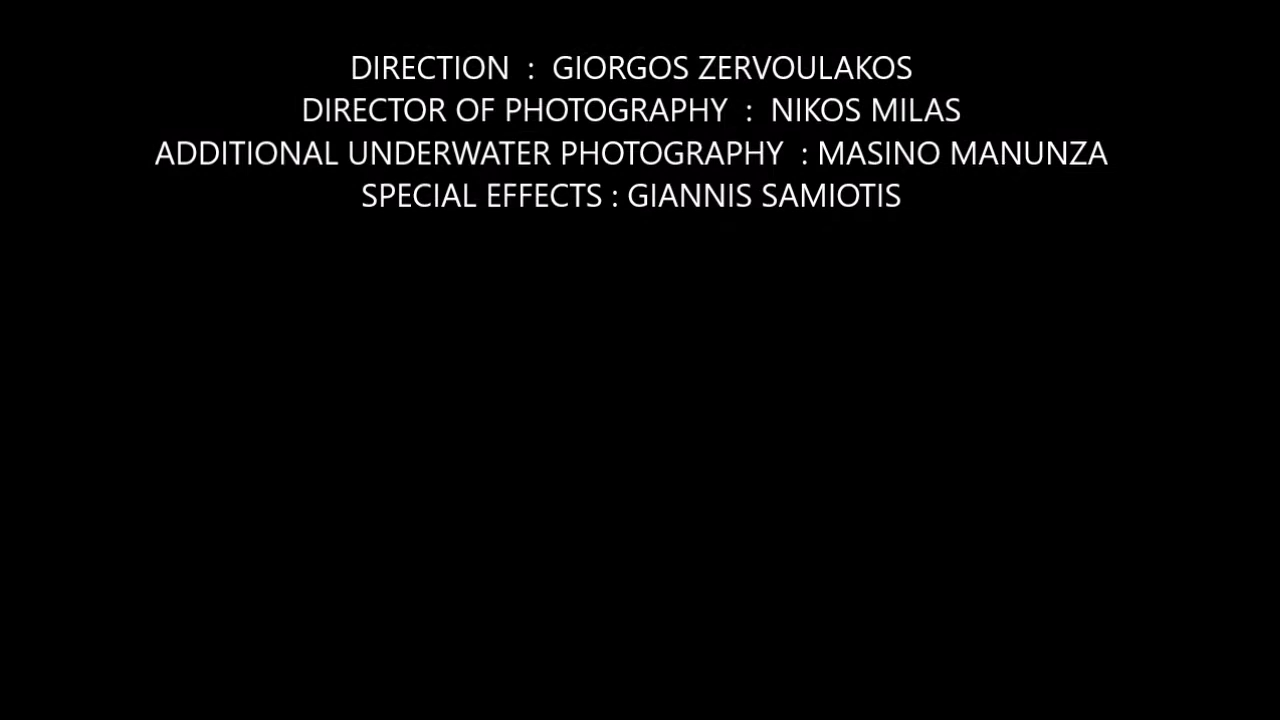 DIRECTION : GIORGOS ZERVOULAKOS
DIRECTOR OF PHOTOGRAPHY : NIKOS MILAS
ADDITIONAL UNDERWATER PHOTOGRAPHY : MASINO MANUNZA
SPECIAL EFFECTS : GIANNIS SAMIOTIS